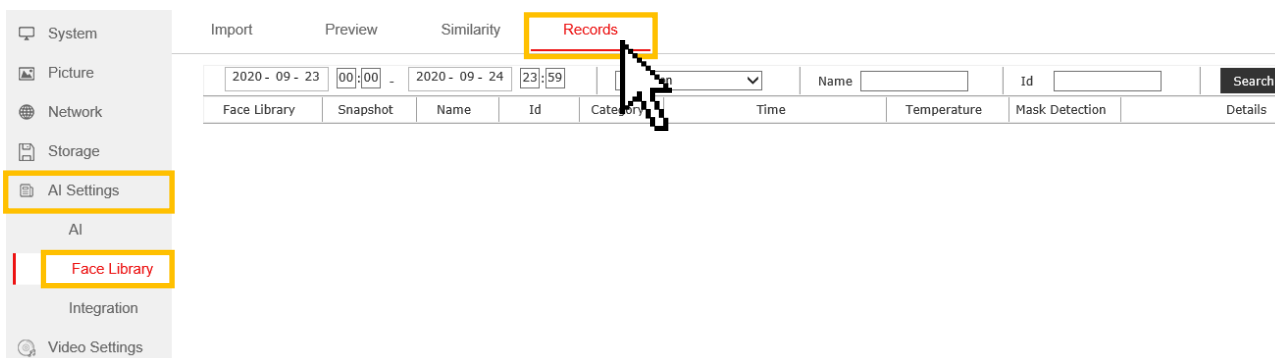 System
Picture
Network
Storage
AI Settings
AI
Face Library
Integration
Video Settings
Import Preview Similarity Records
2020 - 09 - 23 00:00 - 2020 - 09 - 24 23:59 Name Id Search
Face Library Snapshot Name Id Category Time Temperature Mask Detection Details